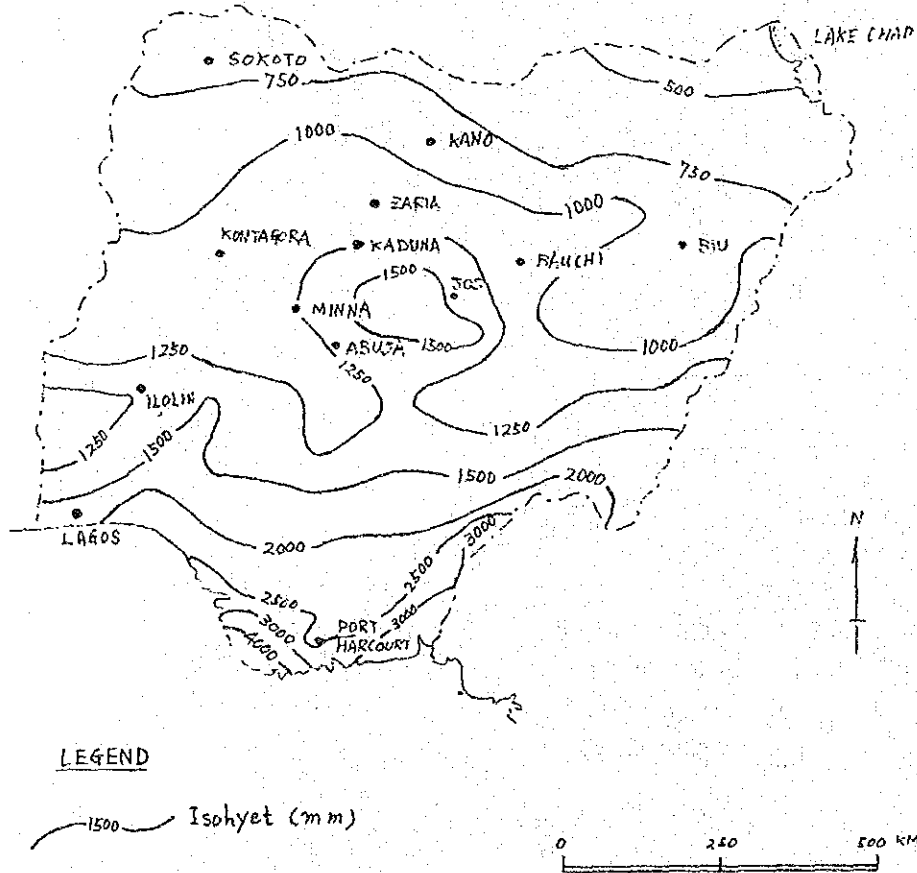 LAKE CHAD
SOKOTO
750
500
KANO
1000
750
ZARIA
1000
KONTAGORA
KADUNA
BIU
BAUCHI
1500
JOS
MINNA
ABUJA
1500
1000
1250
1250
ILOLIN
1250
1500
1250
1500
2000
LAGOS
2000
3000
2500
N
2500
3000
4000
PORT
HARCOURT
3000
LEGEND
1500
Isohyet (mm)
0 250 500 KM